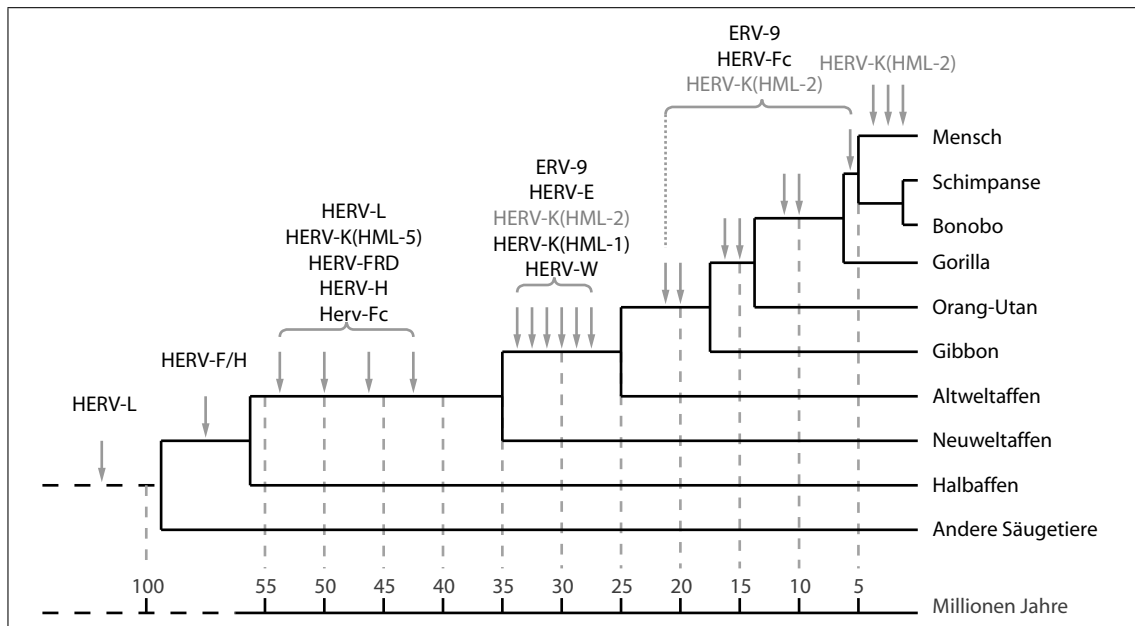 ERV-9
HERV-Fc
HERV-K(HML-2)
HERV-K(HML-2)
Mensch
ERV-9
HERV-E
HERV-K(HML-2)
HERV-K(HML-1)
HERV-W
Schimpanse
HERV-L
HERV-K(HML-5)
HERV-FRD
HERV-H
Herv-Fc
Bonobo
Gorilla
Orang-Utan
HERV-F/H
Gibbon
HERV-L
Altweltaffen
Neuweltaffen
Halbaffen
Andere Säugetiere
100 55 50 45 40 35 30 25 20 15 10 5
Millionen Jahre